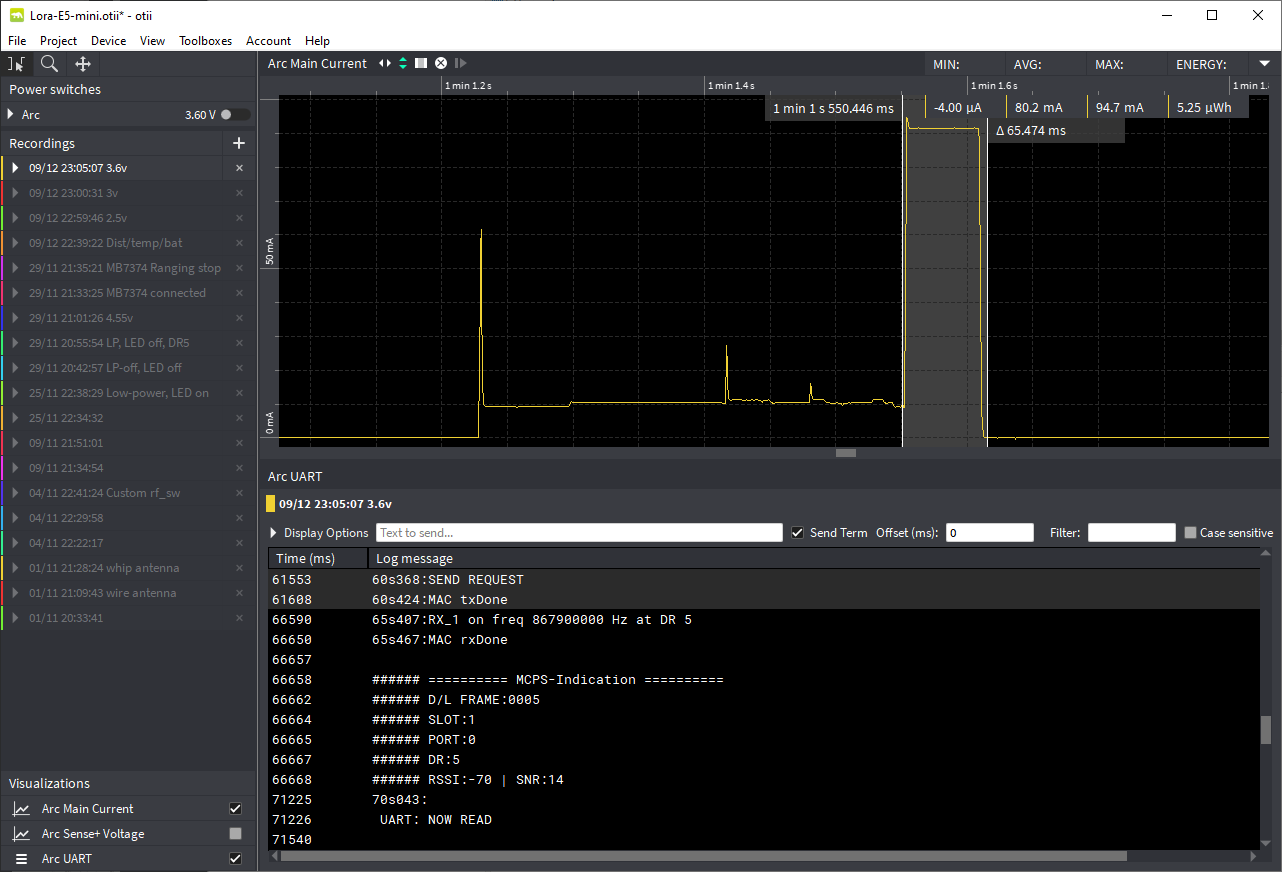 Lora-E5-mini.otii* - otii
File Project Device View Toolboxes Account Help
Power switches
Arc 3.60 V
Recordings +
09/12 23:05:07 3.6v
09/12 23:00:31 3v
09/12 22:59:46 2.5v
09/12 22:39:22 Dist/temp/bat
29/11 21:35:21 MB7374 Ranging stop
29/11 21:33:25 MB7374 connected
29/11 21:01:26 4.55v
29/11 20:55:54 LP, LED off, DR5
29/11 20:42:57 LP-off, LED off
25/11 22:38:29 Low-power, LED on
25/11 22:34:32
09/11 21:51:01
09/11 21:34:54
04/11 22:41:24 Custom rf_sw
04/11 22:29:58
04/11 22:22:17
01/11 21:28:24 whip antenna
01/11 21:09:43 wire antenna
01/11 20:33:41
Visualizations
Arc Main Current
Arc Sense+ Voltage
Arc UART
Arc Main Current MIN: AVG: MAX: ENERGY:
1 min 1.2 s 1 min 1.4 s 1 min 1.6 s 1 min 1.
1 min 1 s 550.446 ms -4.00 µA 80.2 mA 94.7 mA 5.25 µWh
Δ 65.474 ms
50 mA
0 mA
Arc UART
09/12 23:05:07 3.6v
Display Options Text to send... Send Term Offset (ms): 0 Filter: Case sensitive
Time (ms) Log message
61553 60s368:SEND REQUEST
61608 60s424:MAC txDone
66590 65s407:RX_1 on freq 867900000 Hz at DR 5
66650 65s467:MAC rxDone
66657
66658 ###### ========== MCPS-Indication ==========
66662 ###### D/L FRAME:0005
66664 ###### SLOT:1
66665 ###### PORT:0
66667 ###### DR:5
66668 ###### RSSI:-70 | SNR:14
71225 70s043:
71226 UART: NOW READ
71540